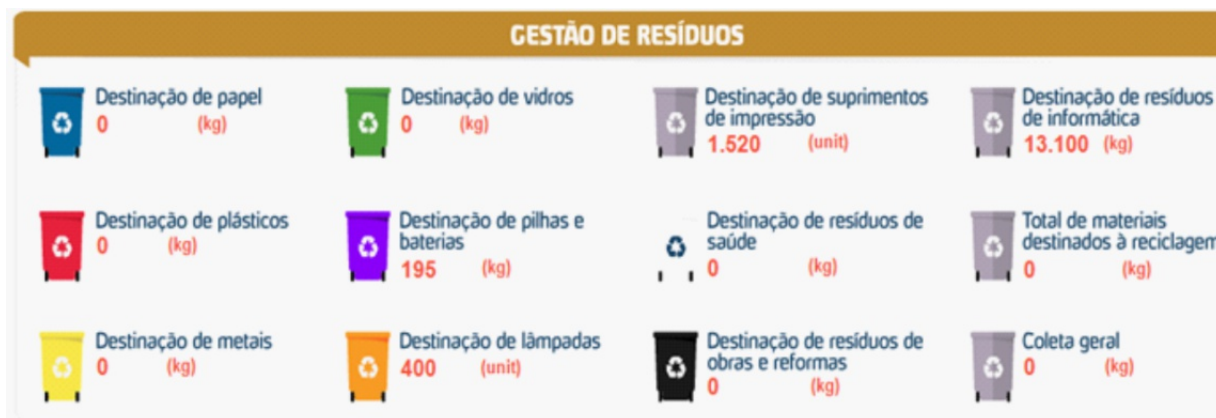 GESTÃO DE RESÍDUOS
Destinação de papel
0 (kg)
Destinação de vidros
0 (kg)
Destinação de suprimentos
de impressão
1.520 (unit)
Destinação de resíduos
de informática
13.100 (kg)
Destinação de plásticos
0 (kg)
Destinação de pilhas e
baterias
195 (kg)
Destinação de resíduos de
saúde
0 (kg)
Total de materiais
destinados à reciclagem
0 (kg)
Destinação de metais
0 (kg)
Destinação de lâmpadas
400 (unit)
Destinação de resíduos de
obras e reformas
0 (kg)
Coleta geral
0 (kg)